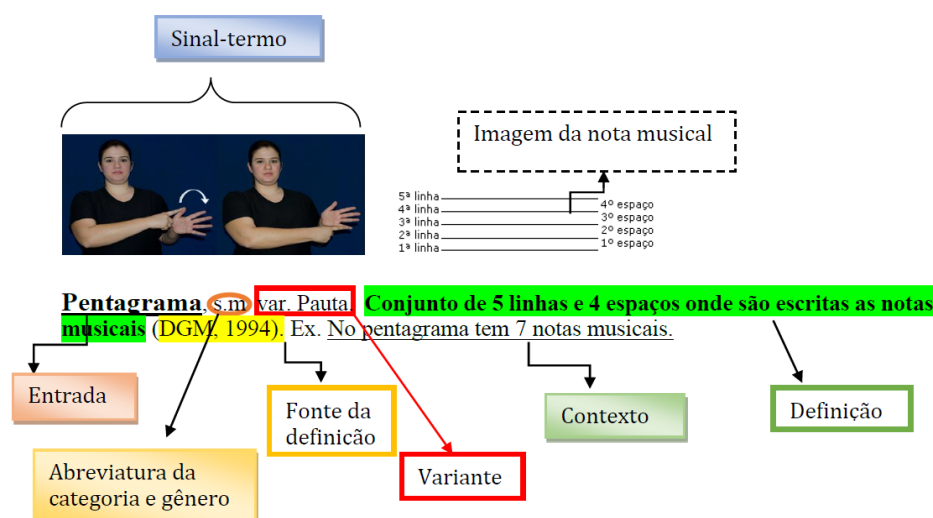 Sinal-termo
Imagem da nota musical
5ª linha
4ª linha
3ª linha
2ª linha
1ª linha
4º espaço
3º espaço
2º espaço
1º espaço
Pentagrama, s.m var. Pauta. Conjunto de 5 linhas e 4 espaços onde são escritas as notas
musicais (DGM, 1994). Ex. No pentagrama tem 7 notas musicais.
Entrada
Fonte da
definicão
Contexto
Definição
Abreviatura da
categoria e gênero
Variante